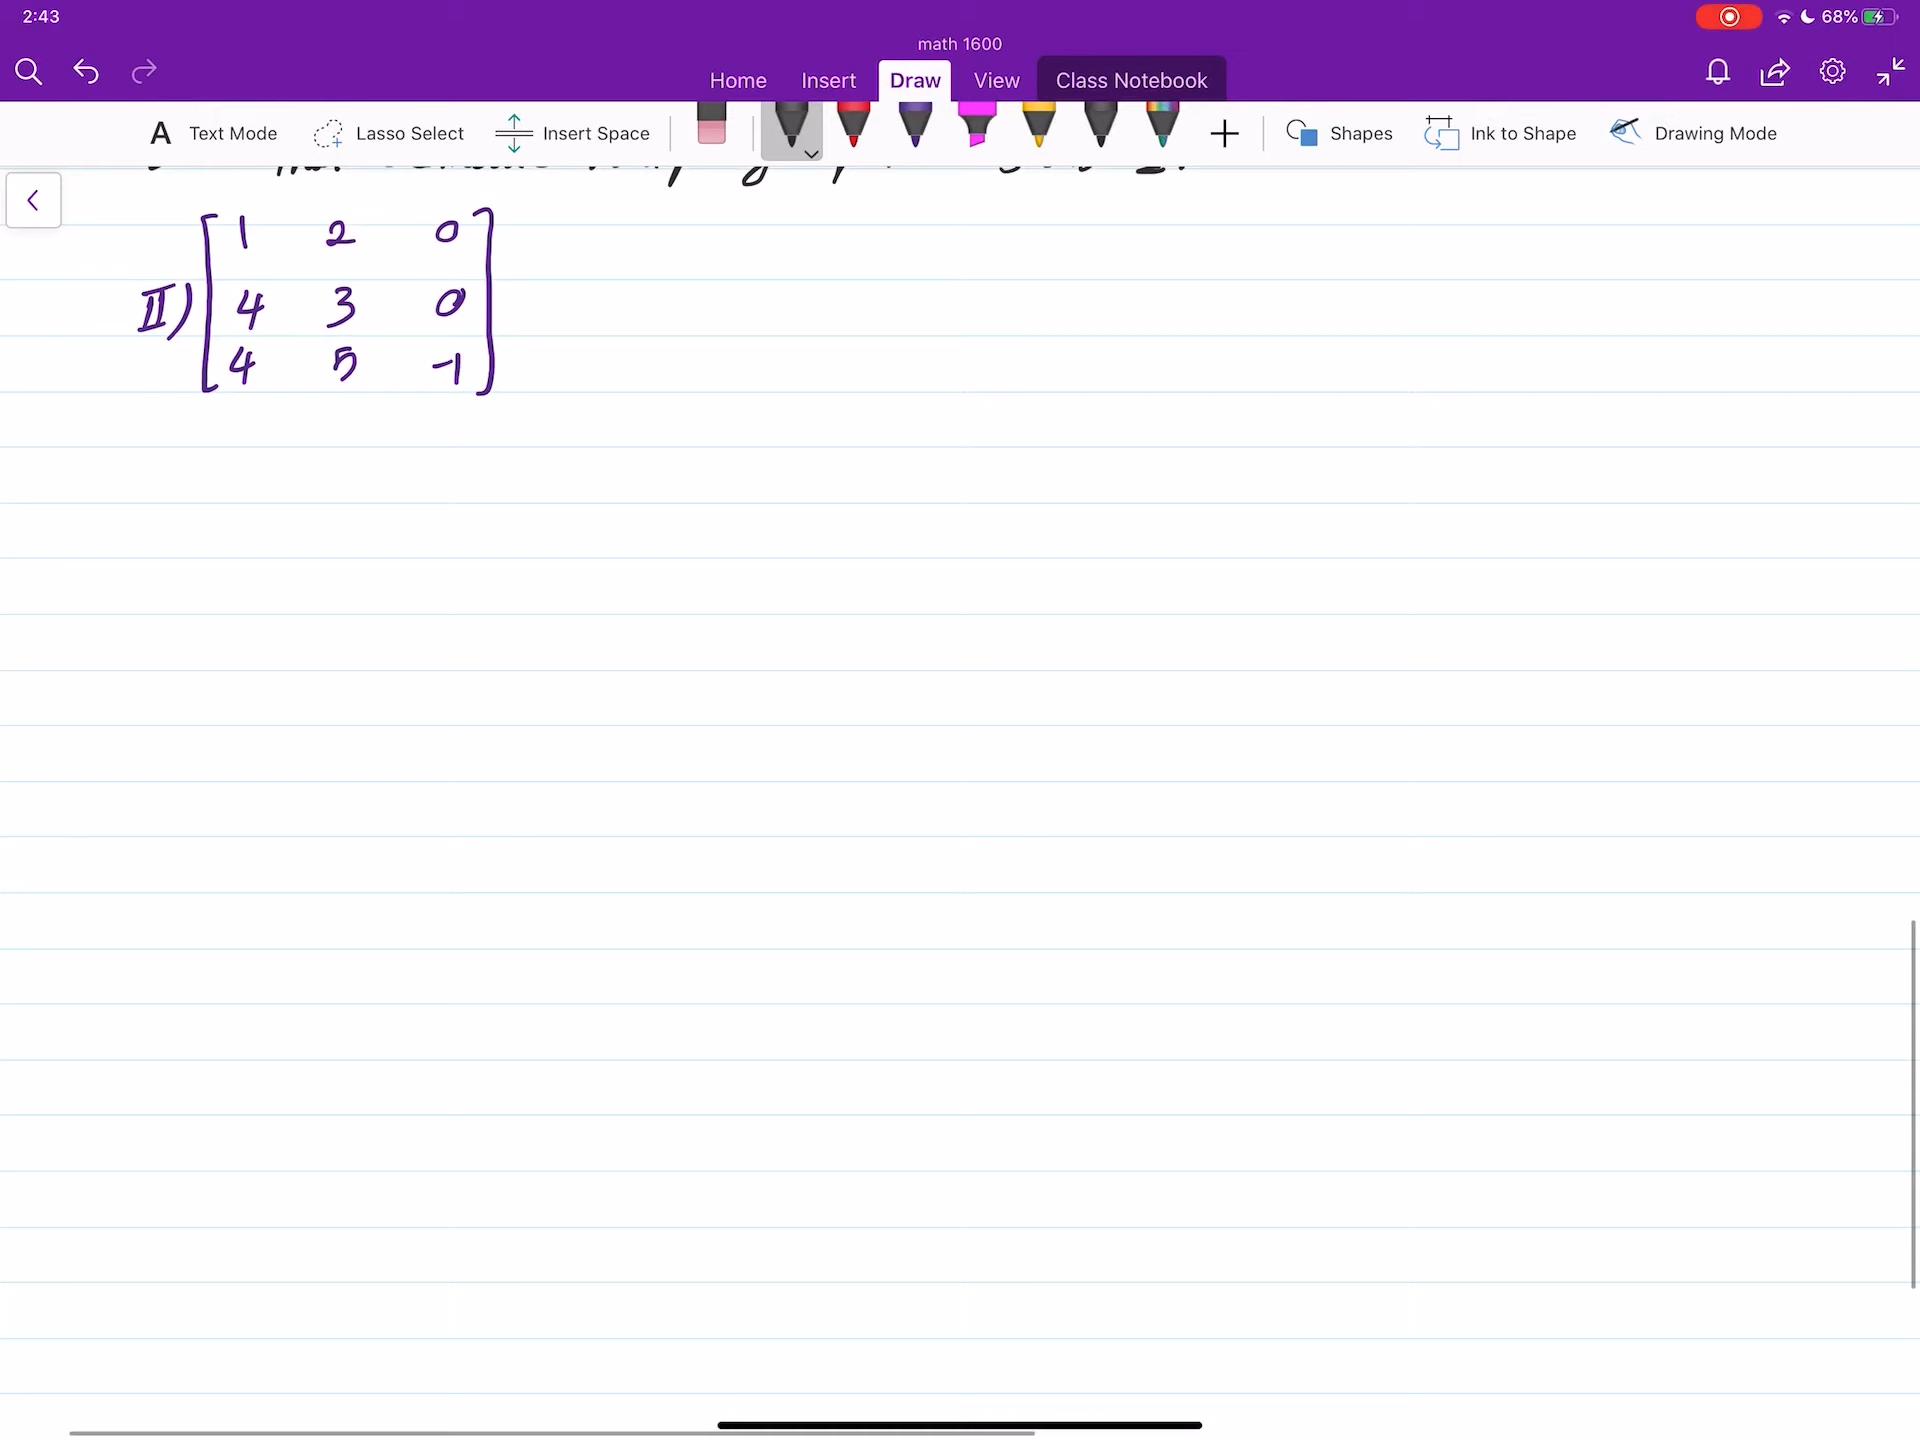 2:43
68%
math 1600
Home Insert Draw View Class Notebook
A Text Mode Lasso Select Insert Space Shapes Ink to Shape Drawing Mode
1 2 0
II) 4 3 0
4 5 -1